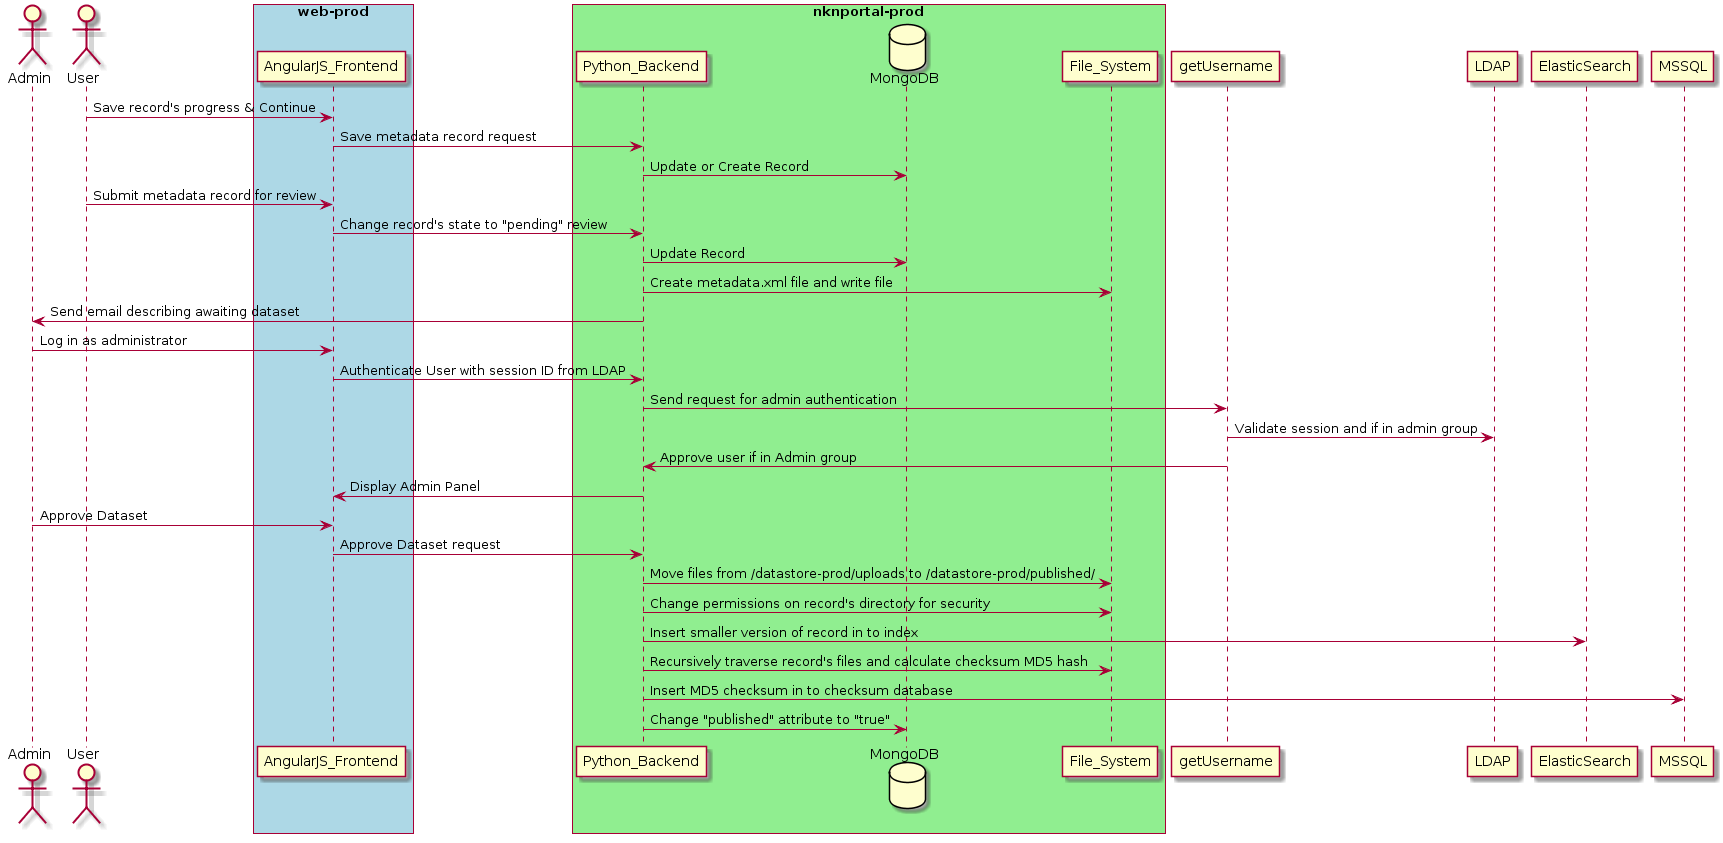 web-prod
nknportal-prod
Admin
User
AngularJS_Frontend
Python_Backend
MongoDB
File_System
getUsername
LDAP
ElasticSearch
MSSQL
Save record's progress & Continue
Save metadata record request
Update or Create Record
Submit metadata record for review
Change record's state to "pending" review
Update Record
Create metadata.xml file and write file
Send email describing awaiting dataset
Log in as administrator
Authenticate User with session ID from LDAP
Send request for admin authentication
Validate session and if in admin group
Approve user if in Admin group
Display Admin Panel
Approve Dataset
Approve Dataset request
Move files from /datastore-prod/uploads to /datastore-prod/published/
Change permissions on record's directory for security
Insert smaller version of record in to index
Recursively traverse record's files and calculate checksum MD5 hash
Insert MD5 checksum in to checksum database
Change "published" attribute to "true"
Admin
User
AngularJS_Frontend
Python_Backend
MongoDB
File_System
getUsername
LDAP
ElasticSearch
MSSQL